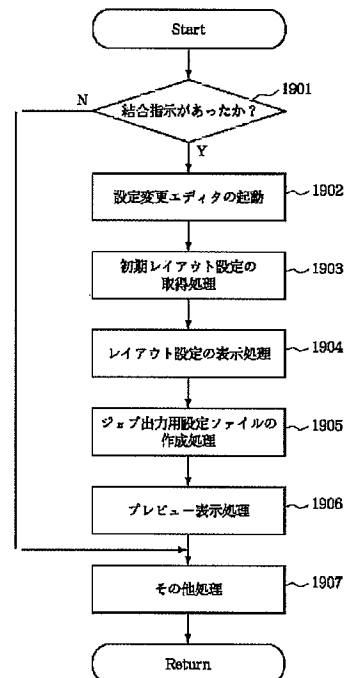 Start
1901
N
結合指示があったか？
Y
設定変更エディタの起動
1902
初期レイアウト設定の
取得処理
1903
レイアウト設定の表示処理
1904
ジョブ出力用設定ファイルの
作成処理
1905
プレビュー表示処理
1906
その他処理
1907
Return